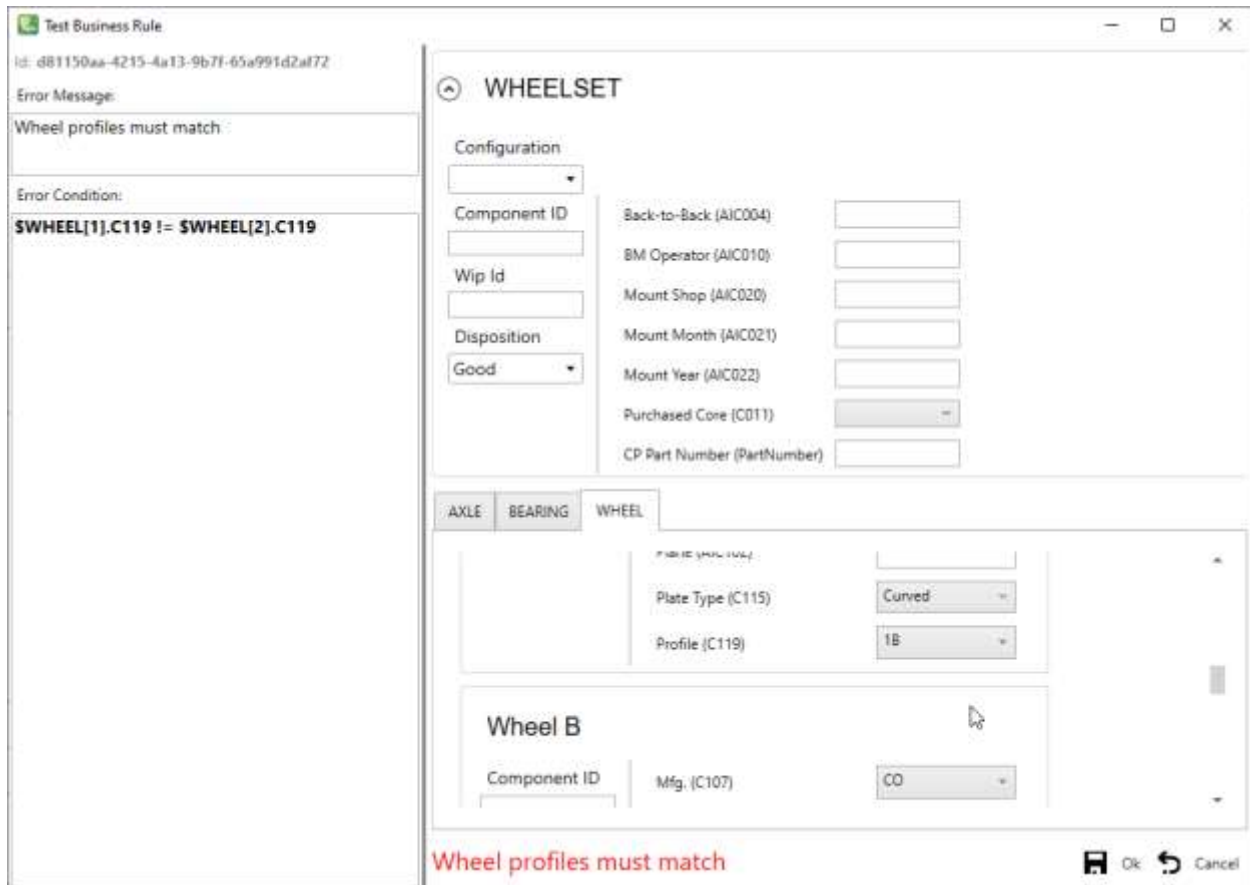 Test Business Rule
Id: d81150aa-4215-4a13-9b7f-65a991d2af72
Error Message:
Wheel profiles must match
Error Condition:
$WHEEL[1].C119 != $WHEEL[2].C119
WHEELSET
Configuration
Component ID
Wip Id
Disposition
Good
Back-to-Back (AIC004)
BM Operator (AIC010)
Mount Shop (AIC020)
Mount Month (AIC021)
Mount Year (AIC022)
Purchased Core (C011)
CP Part Number (PartNumber)
AXLE BEARING WHEEL
Plane (AIC102)
Plate Type (C115) Curved
Profile (C119) 1B
Wheel B
Component ID
Mfg. (C107) CO
Wheel profiles must match
Ok Cancel